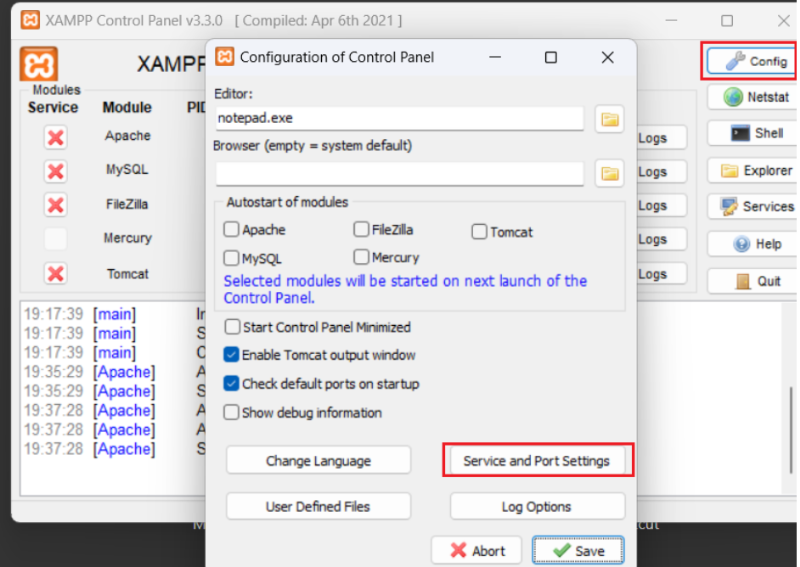 XAMPP Control Panel v3.3.0 [ Compiled: Apr 6th 2021 ]
XAMPP
Configuration of Control Panel
Config
Modules
Service Module PID
Editor:
notepad.exe
Netstat
Apache
Logs
Shell
Browser (empty = system default)
MySQL
Logs
Explorer
FileZilla
Autostart of modules
Logs
Services
Apache FileZilla Tomcat
Mercury
Logs
Help
MySQL Mercury
Tomcat
Selected modules will be started on next launch of the
Control Panel.
Logs
Quit
19:17:39 [main]
19:17:39 [main]
19:17:39 [main]
19:35:29 [Apache]
19:35:29 [Apache]
19:37:28 [Apache]
19:37:28 [Apache]
19:37:28 [Apache]
Start Control Panel Minimized
Enable Tomcat output window
Check default ports on startup
Show debug information
Change Language Service and Port Settings
User Defined Files Log Options
Abort Save